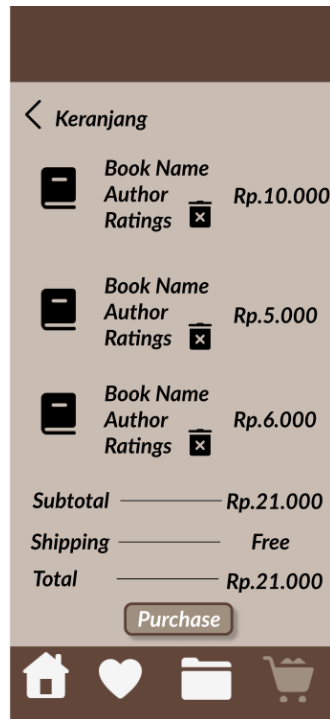 Keranjang
Book Name
Author
Ratings
Rp.10.000
Book Name
Author
Ratings
Rp.5.000
Book Name
Author
Ratings
Rp.6.000
Subtotal Rp.21.000
Shipping Free
Total Rp.21.000
Purchase